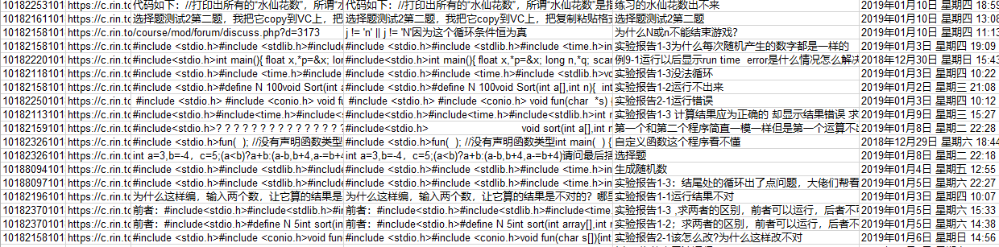 10182253101 https://c.rin.to 代码如下：//打印出所有的“水仙花数”，所谓“ 代码如下：//打印出所有的“水仙花数”，所谓“水仙花数”是指 练习的水仙花数出不来 2019年01月10日 星期四 18:59
10182161101 https://c.rin.to 选择题测试2第二题，我把它copy到VC上， 选择题测试2第二题，我把它copy到VC上，把复制粘贴格 选择题测试2第二题 2019年01月10日 星期四 13:08
10182158101 https://c.rin.to/course/mod/forum/discuss.php?d=3173 j != 'n' || j != 'N'因为这个循环条件恒为真 为什么N或n不能结束游戏? 2019年01月10日 星期四 11:13
10182158101 https://c.rin.to #include <stdio.h>#include <stdlib.h>#includ #include <stdio.h>#include <stdlib.h>#include <time.h>in 实验报告1-3为什么每次随机产生的数字都是一样的 2019年01月3日 星期四 19:09
10182220101 https://c.rin.to #include<stdio.h>int main(){ float x,*p=&x; #include<stdio.h>int main(){ float x,*p=&x; long n,*q; scan 例9-1运行以后显示run time error是什么情况怎么解决 2018年12月30日 星期日 15:43
10182118101 https://c.rin.to #include <stdio.h>#include <time.h>#include #include <stdio.h>#include <time.h>#include <stdlib.h>vo 实验报告1-3没法循环 2019年01月3日 星期四 10:22
10182158101 https://c.rin.to #include <stdio.h>#define N 100void Sort(int a #include <stdio.h>#define N 100void Sort(int a[],int n){ int 实验报告1-2运行不出来 2019年01月2日 星期三 21:08
10182250101 https://c.rin.to #include <stdio.h> #include <conio.h> void f #include <stdio.h> #include <conio.h> void fun(char *s) { 实验报告2-1运行错误 2019年01月3日 星期四 10:12
10182113101 https://c.rin.to #include<stdio.h>#include<time.h>#include< #include<stdio.h>#include<time.h>#include<stdlib.h>int m 实验报告1-3 计算结果应为正确的 却显示结果错误 求 2019年01月9日 星期三 15:27
10182159101 https://c.rin.to #include<stdio.h>? ? ? ? ? ? ? ? ? ? ? ? ? ? #include<stdio.h> void sort(int a[],int n 第一个和第二个程序简直一模一样但是第一个运算不出 2019年01月8日 星期二 22:28
10182326101 https://c.rin.to #include <stdio.h>fun( ); //没有声明函数类型 #include <stdio.h>fun( ); //没有声明函数类型int main( ) { 自定义函数这个程序看不懂 2018年12月29日 星期六 18:44
10182326101 https://c.rin.to int a=3,b=-4，c=5;(a<b)?a+b:(a-b,b+4,a-=b+4 int a=3,b=-4，c=5;(a<b)?a+b:(a-b,b+4,a-=b+4)请问最后 选择题 2019年01月8日 星期二 22:18
10188094101 https://c.rin.to #include <stdio.h>#include <stdlib.h>#includ #include <stdio.h>#include <stdlib.h>#include <time.h>in 生成随机数 2019年01月4日 星期五 12:55
10188097101 https://c.rin.to #include <stdio.h>#include <stdlib.h>#includ #include <stdio.h>#include <stdlib.h>#include <time.h>in 实验报告1-3：结尾处的循环出了点问题，大佬们帮看 2019年01月5日 星期六 22:27
10182196101 https://c.rin.to 为什么这样编，输入两个数，让它算的结果是 为什么这样编，输入两个数，让它算的结果是不对的？哪 实验报告1-1运行结果不对 2019年01月3日 星期四 10:07
10182370101 https://c.rin.to 前者：#include<stdio.h>#include<stdlib.h># 前者：#include<stdio.h>#include<stdlib.h>#include<time.h> 实验报告1-3 ,求两者的区别，前者可以运行，后者不 2019年01月5日 星期六 15:33
10182370101 https://c.rin.to 前者：#include<stdio.h>#define N 5int sort(in 前者：#include<stdio.h>#define N 5int sort(int array[],int n 实验报告1-2；求两者的区别，前者可以运行，后者不 2019年01月5日 星期六 14:38
10182158101 https://c.rin.to #include <stdio.h>#include <conio.h>void fun #include <stdio.h>#include <conio.h>void fun(char s[]){int 实验报告2-1该怎么改?为什么这样改不对 2019年01月6日 星期日 14:56